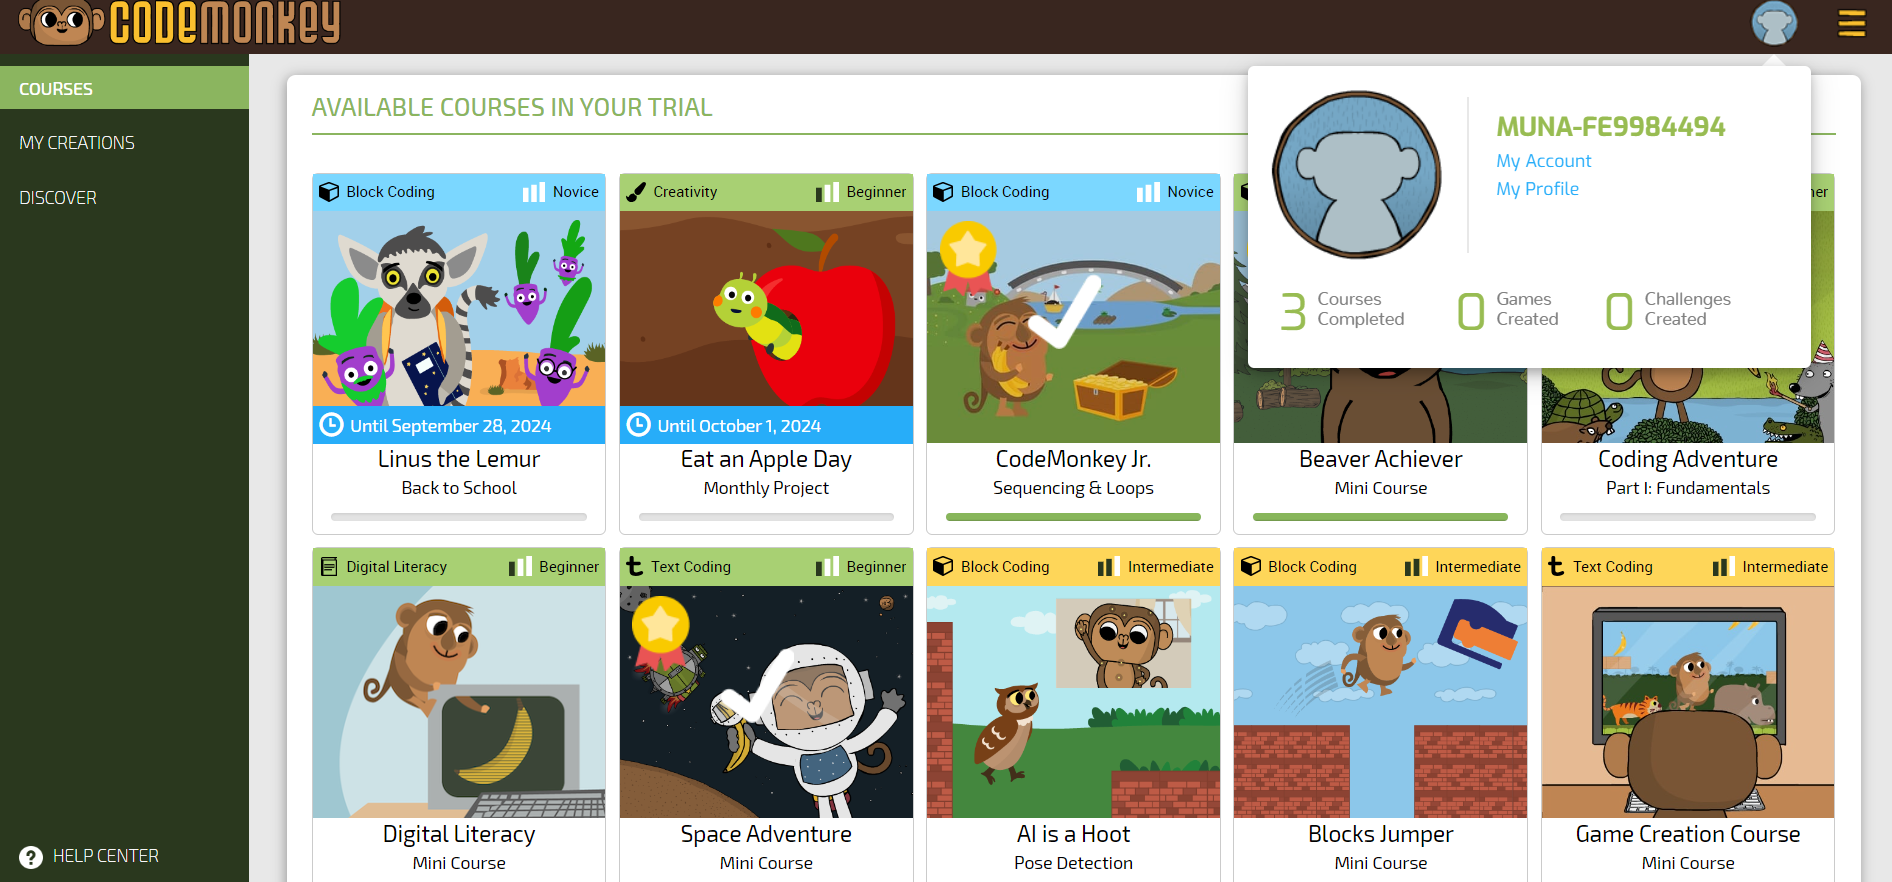 CODEMONKEY
COURSES
MY CREATIONS
DISCOVER
HELP CENTER
AVAILABLE COURSES IN YOUR TRIAL
MUNA-FE9984494
My Account
My Profile
3 Courses Completed
0 Games Created
0 Challenges Created
Block Coding Novice
Until September 28, 2024
Linus the Lemur
Back to School
Creativity Beginner
Until October 1, 2024
Eat an Apple Day
Monthly Project
Block Coding Novice
CodeMonkey Jr.
Sequencing & Loops
Beaver Achiever
Mini Course
Coding Adventure
Part I: Fundamentals
Digital Literacy Beginner
Digital Literacy
Mini Course
Text Coding Beginner
Space Adventure
Mini Course
Block Coding Intermediate
AI is a Hoot
Pose Detection
Block Coding Intermediate
Blocks Jumper
Mini Course
Text Coding Intermediate
Game Creation Course
Mini Course